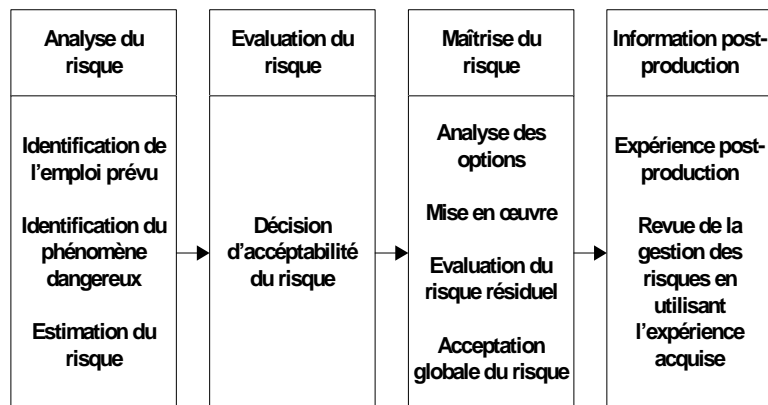 Analyse du
risque
Identification de
l'emploi prévu
Identification du
phénomène
dangereux
Estimation du
risque
Evaluation du
risque
Décision
d'accéptabilité
du risque
Maîtrise du
risque
Analyse des
options
Mise en œuvre
Evaluation du
risque résiduel
Acceptation
globale du risque
Information post-
production
Expérience post-
production
Revue de la
gestion des
risques en
utilisant
l'expérience
acquise